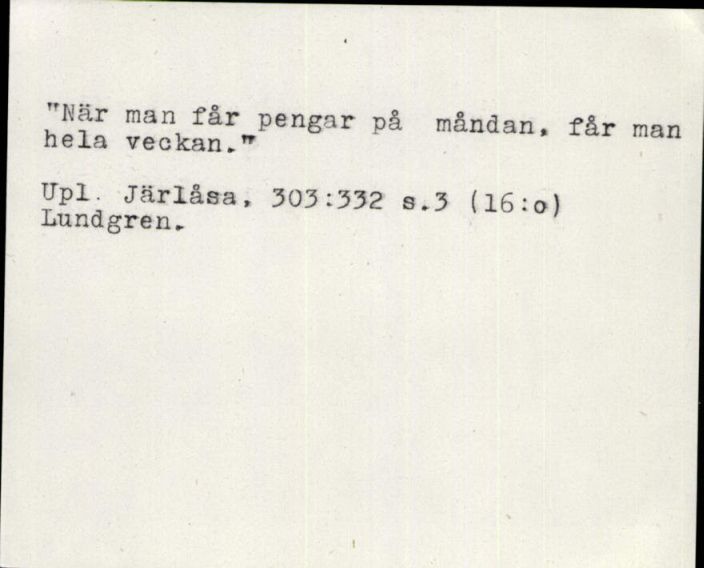 "När man får pengar på måndan, får man
hela veckan."
Upl. Järlåsa, 303:332 s.3 (16:o)
Lundgren.